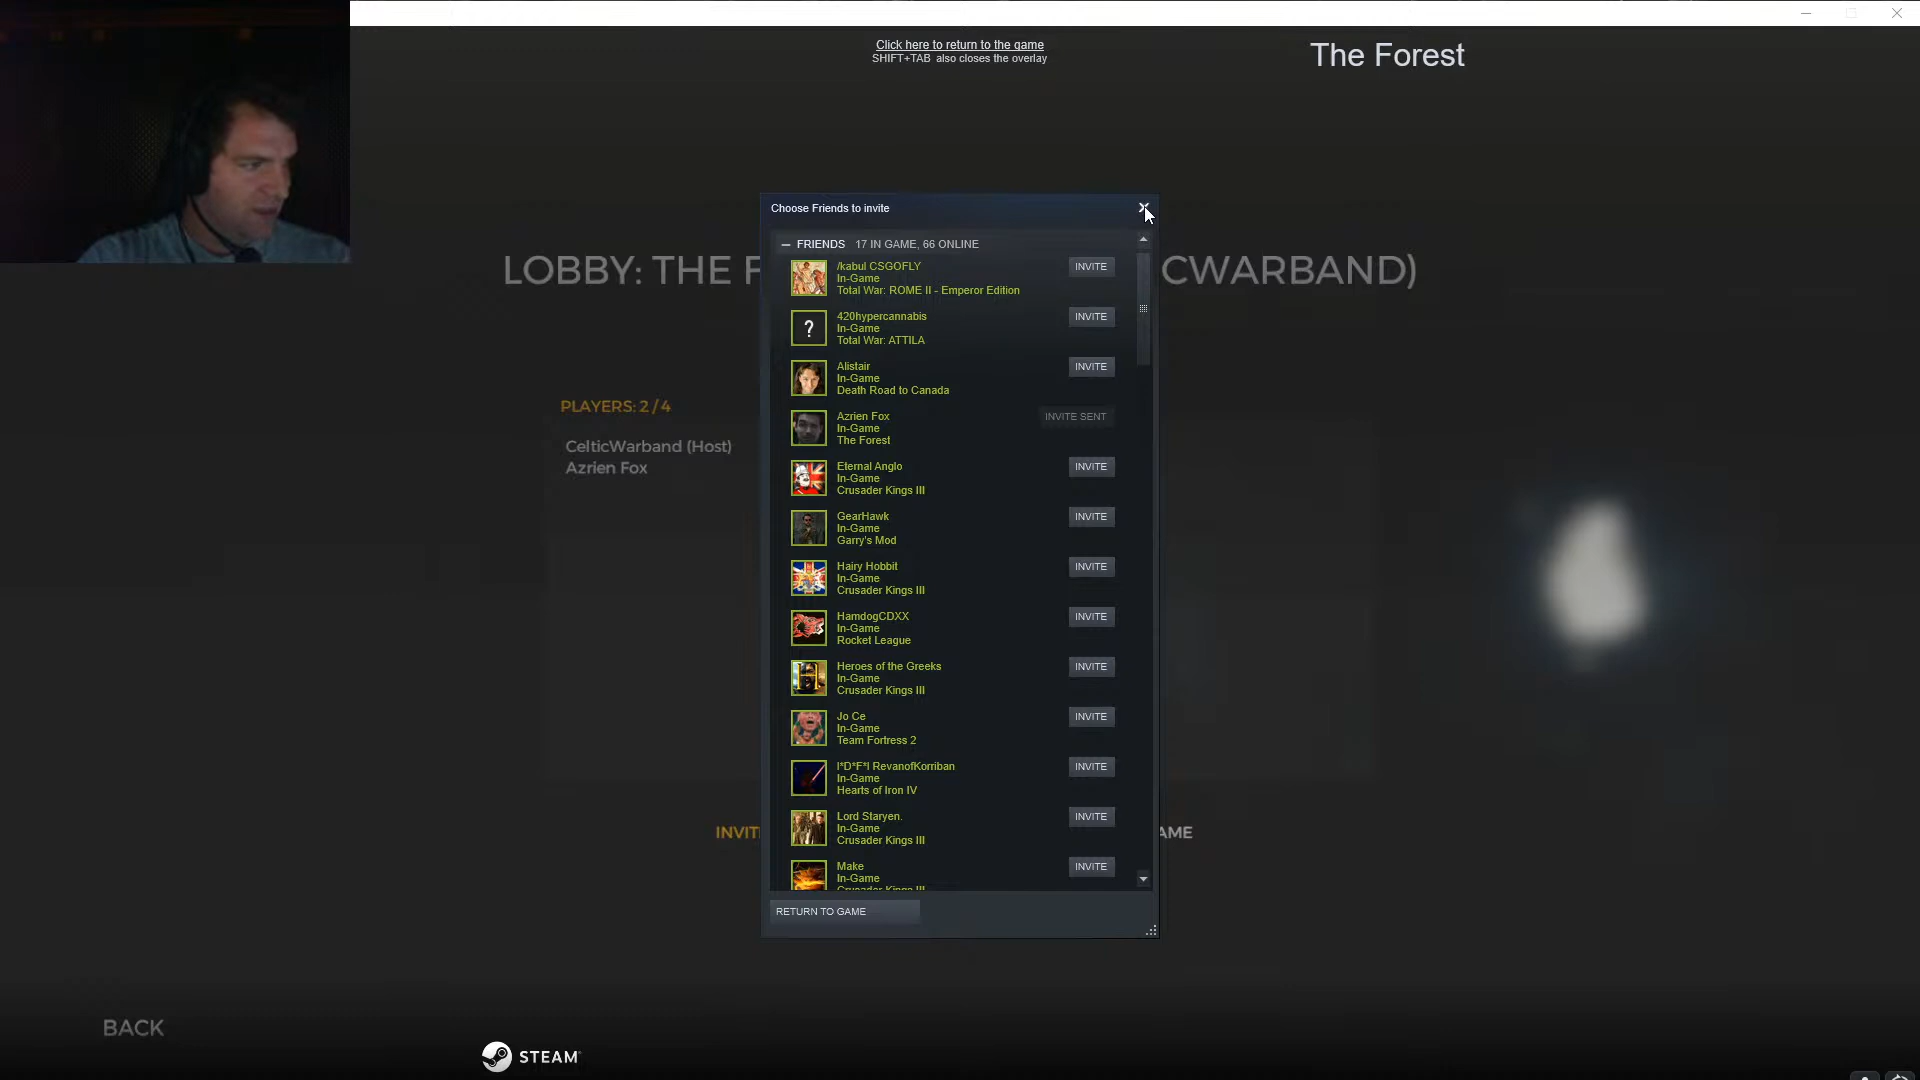 Click here to return to the game
SHIFT+TAB also closes the overlay
The Forest
Choose Friends to invite
FRIENDS 17 IN GAME, 66 ONLINE
/kabul CSGOFLY
In-Game
Total War: ROME II - Emperor Edition
INVITE
420hypercannabis
In-Game
Total War: ATTILA
INVITE
Alistair
In-Game
Death Road to Canada
INVITE
Azrien Fox
In-Game
The Forest
INVITE SENT
Eternal Anglo
In-Game
Crusader Kings III
INVITE
GearHawk
In-Game
Garry's Mod
INVITE
Hairy Hobbit
In-Game
Crusader Kings III
INVITE
HamdogCDXX
In-Game
Rocket League
INVITE
Heroes of the Greeks
In-Game
Crusader Kings III
INVITE
Jo Ce
In-Game
Team Fortress 2
INVITE
I*D*F*I RevanofKorriban
In-Game
Hearts of Iron IV
INVITE
Lord Staryen.
In-Game
Crusader Kings III
INVITE
Make
In-Game
Crusader Kings III
INVITE
RETURN TO GAME
LOBBY: THE F
CWARBAND)
PLAYERS: 2 / 4
CelticWarband (Host)
Azrien Fox
INVIT
AME
BACK
STEAM